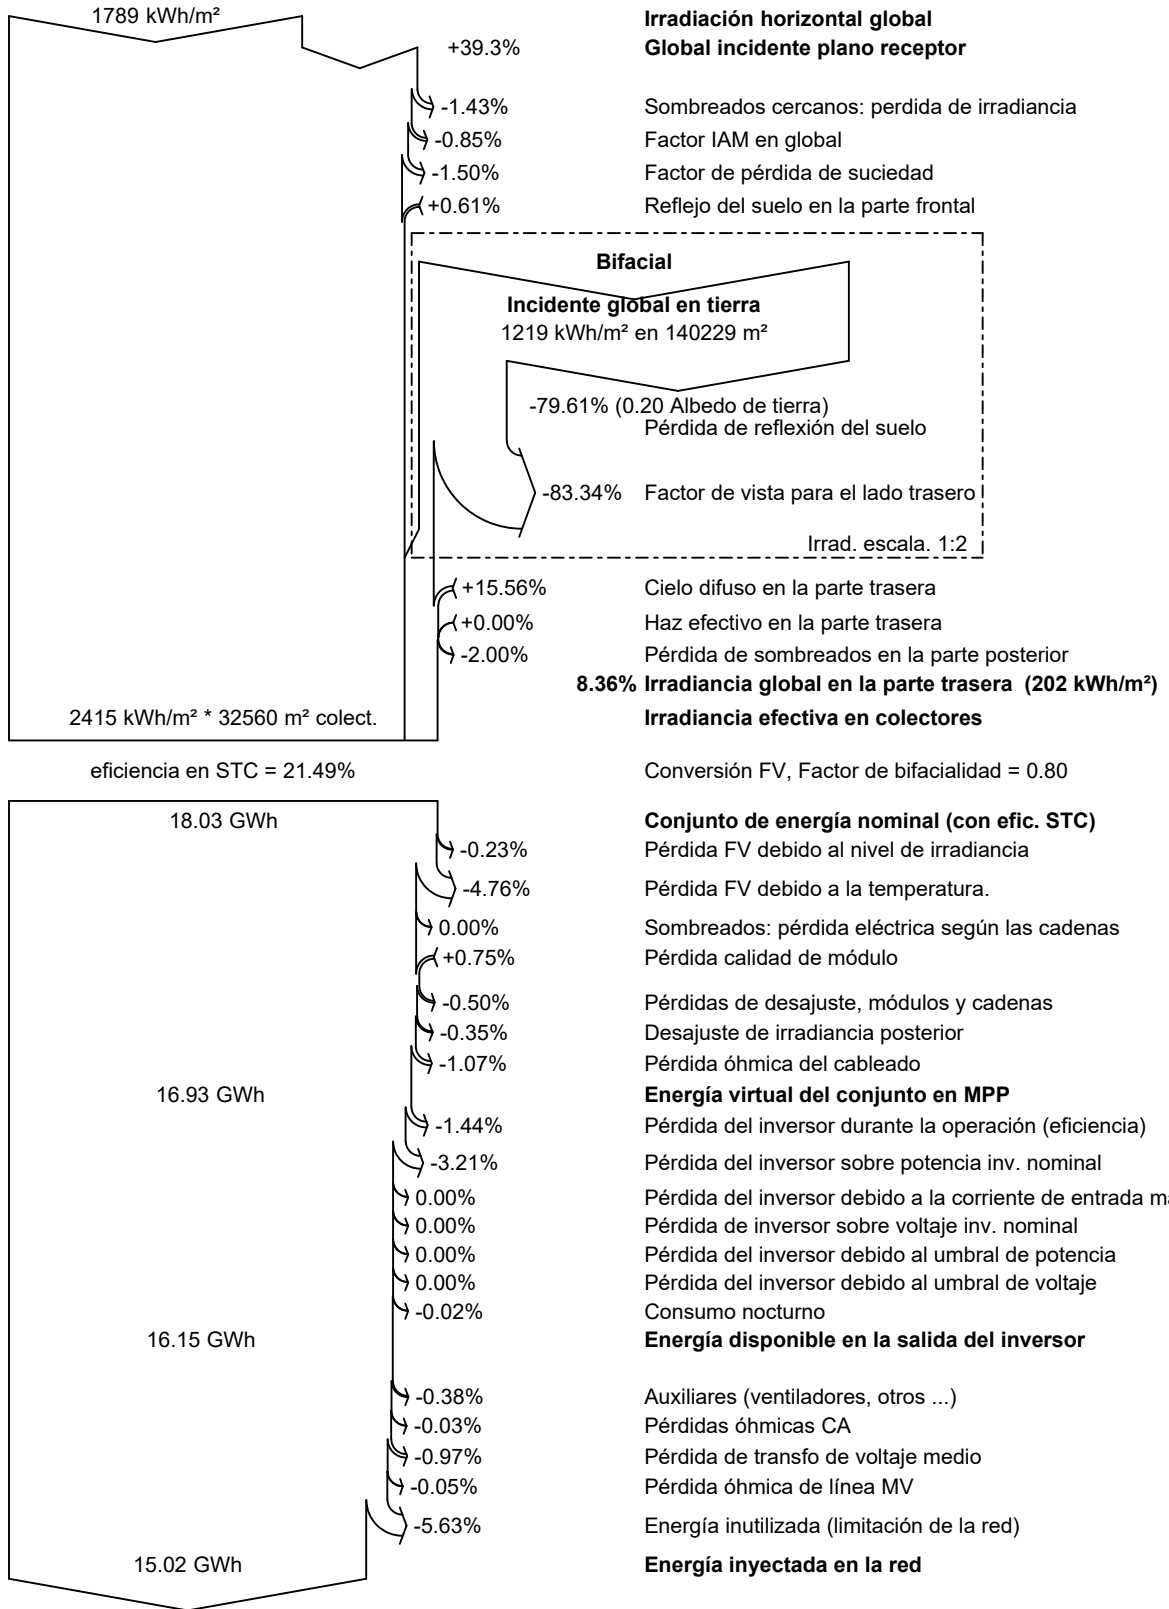 1789 kWh/m² Irradiación horizontal global
+39.3% Global incidente plano receptor
-1.43% Sombreados cercanos: perdida de irradiancia
-0.85% Factor IAM en global
-1.50% Factor de pérdida de suciedad
+0.61% Reflejo del suelo en la parte frontal
Bifacial
Incidente global en tierra
1219 kWh/m² en 140229 m²
-79.61% (0.20 Albedo de tierra)
Pérdida de reflexión del suelo
-83.34% Factor de vista para el lado trasero
Irrad. escala. 1:2
+15.56% Cielo difuso en la parte trasera
+0.00% Haz efectivo en la parte trasera
-2.00% Pérdida de sombreados en la parte posterior
8.36% Irradiancia global en la parte trasera (202 kWh/m²)
2415 kWh/m² * 32560 m² colect. Irradiancia efectiva en colectores
eficiencia en STC = 21.49% Conversión FV, Factor de bifacialidad = 0.80
18.03 GWh Conjunto de energía nominal (con efic. STC)
-0.23% Pérdida FV debido al nivel de irradiancia
-4.76% Pérdida FV debido a la temperatura.
0.00% Sombreados: pérdida eléctrica según las cadenas
+0.75% Pérdida calidad de módulo
-0.50% Pérdidas de desajuste, módulos y cadenas
-0.35% Desajuste de irradiancia posterior
-1.07% Pérdida óhmica del cableado
16.93 GWh Energía virtual del conjunto en MPP
-1.44% Pérdida del inversor durante la operación (eficiencia)
-3.21% Pérdida del inversor sobre potencia inv. nominal
0.00% Pérdida del inversor debido a la corriente de entrada
0.00% Pérdida de inversor sobre voltaje inv. nominal
0.00% Pérdida del inversor debido al umbral de potencia
0.00% Pérdida del inversor debido al umbral de voltaje
-0.02% Consumo nocturno
16.15 GWh Energía disponible en la salida del inversor
-0.38% Auxiliares (ventiladores, otros ...)
-0.03% Pérdidas óhmicas CA
-0.97% Pérdida de transfo de voltaje medio
-0.05% Pérdida óhmica de línea MV
-5.63% Energía inutilizada (limitación de la red)
15.02 GWh Energía inyectada en la red